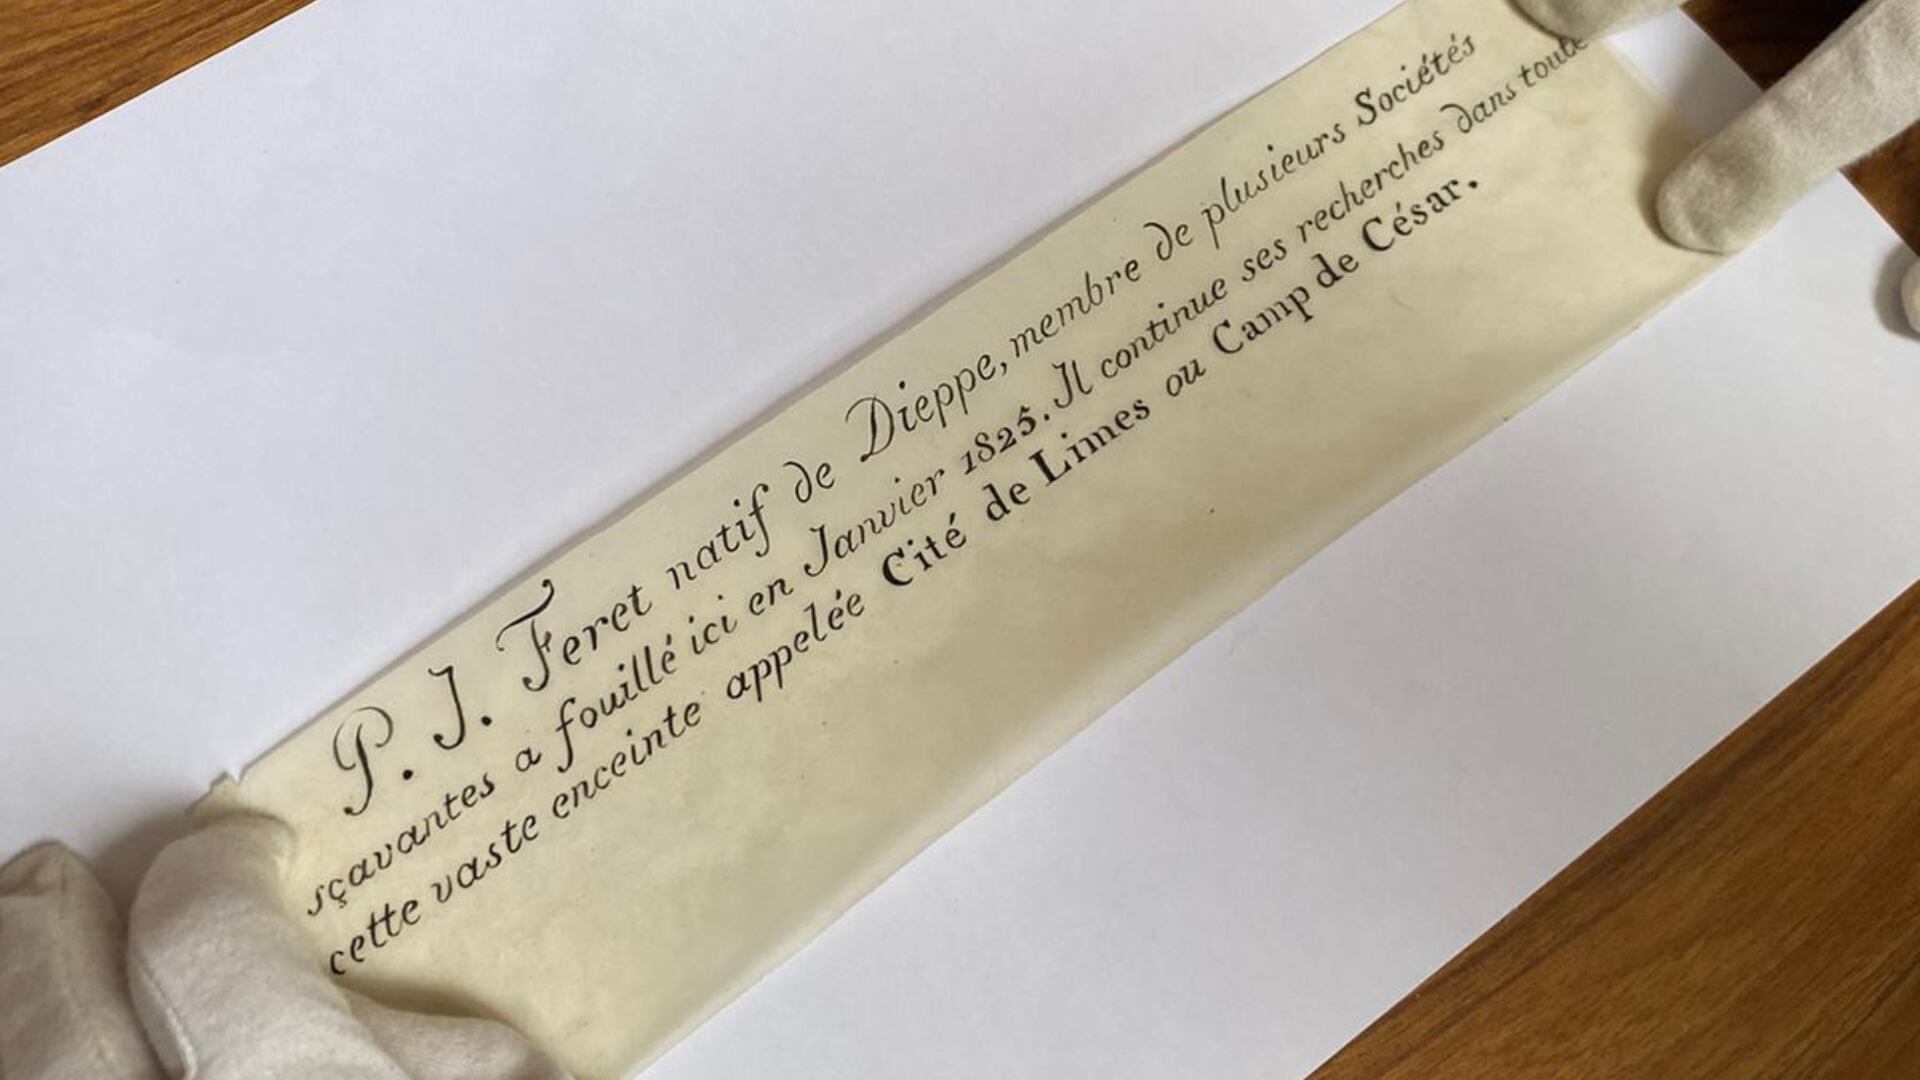 P. J. Feret natif de Dieppe, membre de plusieurs Sociétés
sçavantes a fouillé ici en Janvier 1825. Il continue ses recherches dans toute
cette vaste enceinte appelée Cité de Limes ou Camp de César.